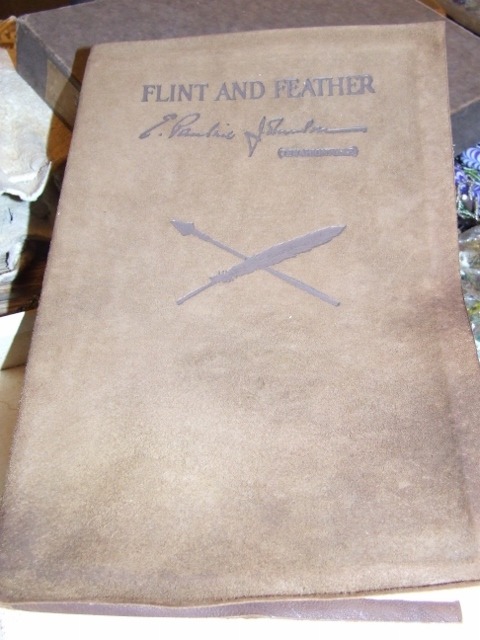 FLINT AND FEATHER
E. Pauline Johnson